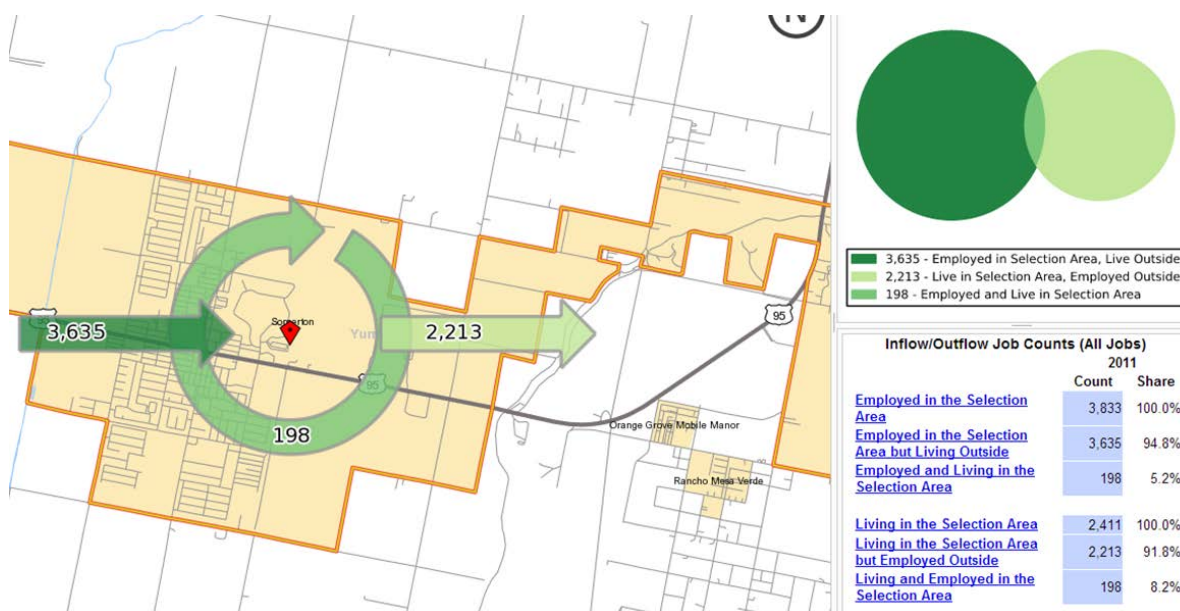 N
3,635
95
Somerton
Yuma
2,213
95
95
198
Orange Grove Mobile Manor
Rancho Mesa Verde
3,635 - Employed in Selection Area, Live Outside
2,213 - Live in Selection Area, Employed Outside
198 - Employed and Live in Selection Area
Inflow/Outflow Job Counts (All Jobs)
2011
Count Share
Employed in the Selection
Area 3,833 100.0%
Employed in the Selection
Area but Living Outside 3,635 94.8%
Employed and Living in the
Selection Area 198 5.2%
Living in the Selection Area 2,411 100.0%
Living in the Selection Area
but Employed Outside 2,213 91.8%
Living and Employed in the
Selection Area 198 8.2%